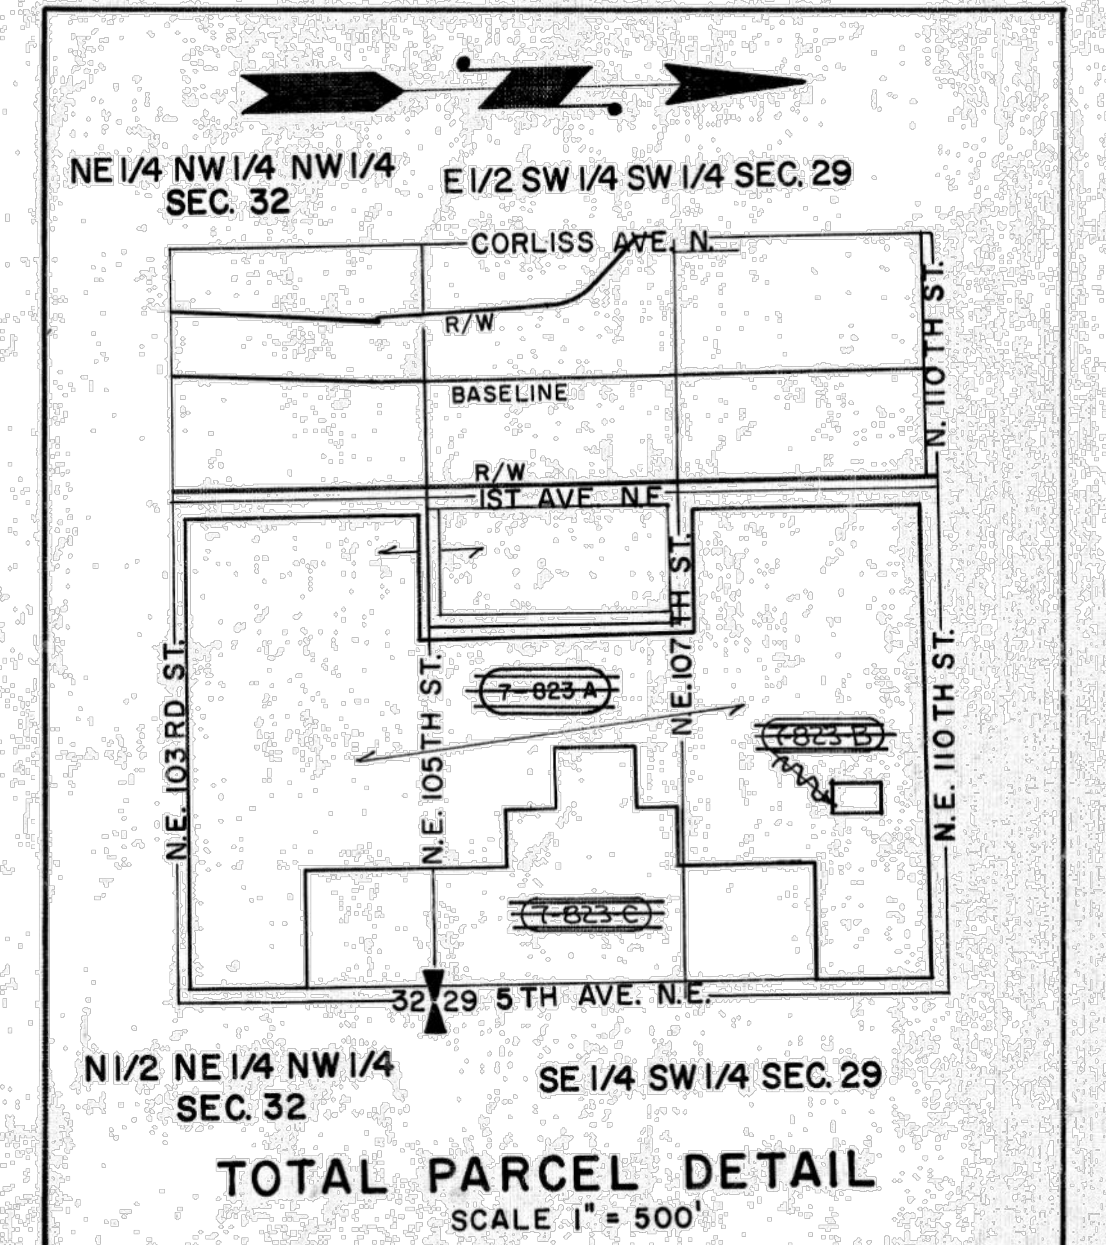 NE 1/4 NW 1/4 NW 1/4
SEC. 32
E 1/2 SW 1/4 SW 1/4 SEC. 29
CORLISS AVE. N.
R/W
BASELINE
N. 110TH ST.
R/W
1ST AVE. N.E.
N.E. 103 RD ST.
N.E. 105TH ST.
N.E. 107TH ST.
N.E. 110TH ST.
7-823 A
7-823 B
7-823-C
32 29 5TH AVE. N.E.
N 1/2 NE 1/4 NW 1/4
SEC. 32
SE 1/4 SW 1/4 SEC. 29
TOTAL PARCEL DETAIL
SCALE 1" = 500'